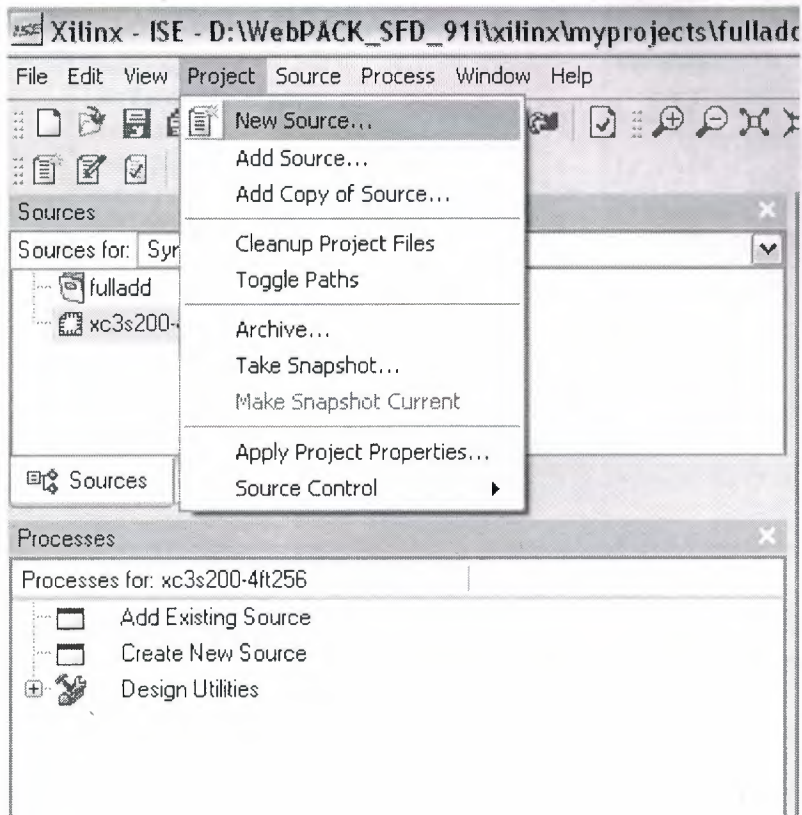 ISE Xilinx - ISE - D:\WebPACK_SFD_91i\xilinx\myprojects\fulladd
File Edit View Project Source Process Window Help
New Source...
Add Source...
Add Copy of Source...
Cleanup Project Files
Toggle Paths
Archive...
Take Snapshot...
Make Snapshot Current
Apply Project Properties...
Source Control
Sources
Sources for: Syn
fulladd
xc3s200-4
Sources
Processes
Processes for: xc3s200-4ft256
Add Existing Source
Create New Source
Design Utilities